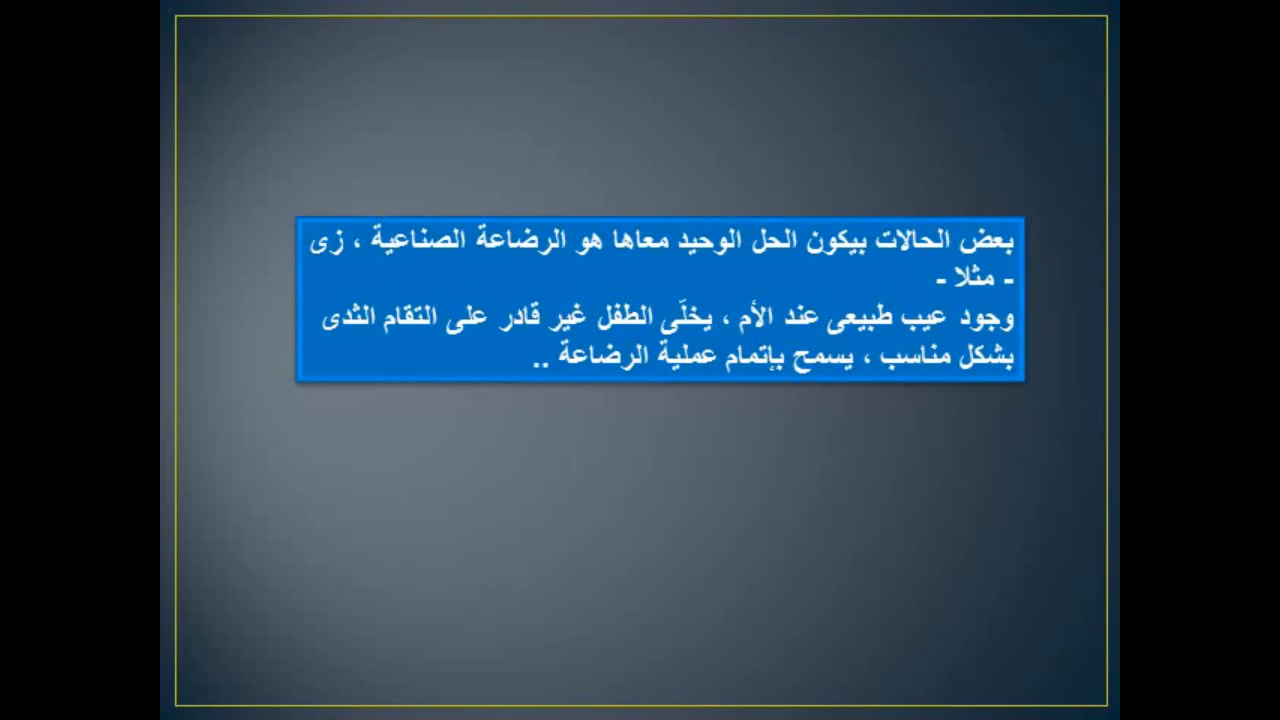 بعض الحالات بيكون الحل الوحيد معاها هو الرضاعة الصناعية ، زى
- مثلا -
وجود عيب طبيعى عند الأم ، يخلّى الطفل غير قادر على التقام الثدى
بشكل مناسب ، يسمح بإتمام عملية الرضاعة ..